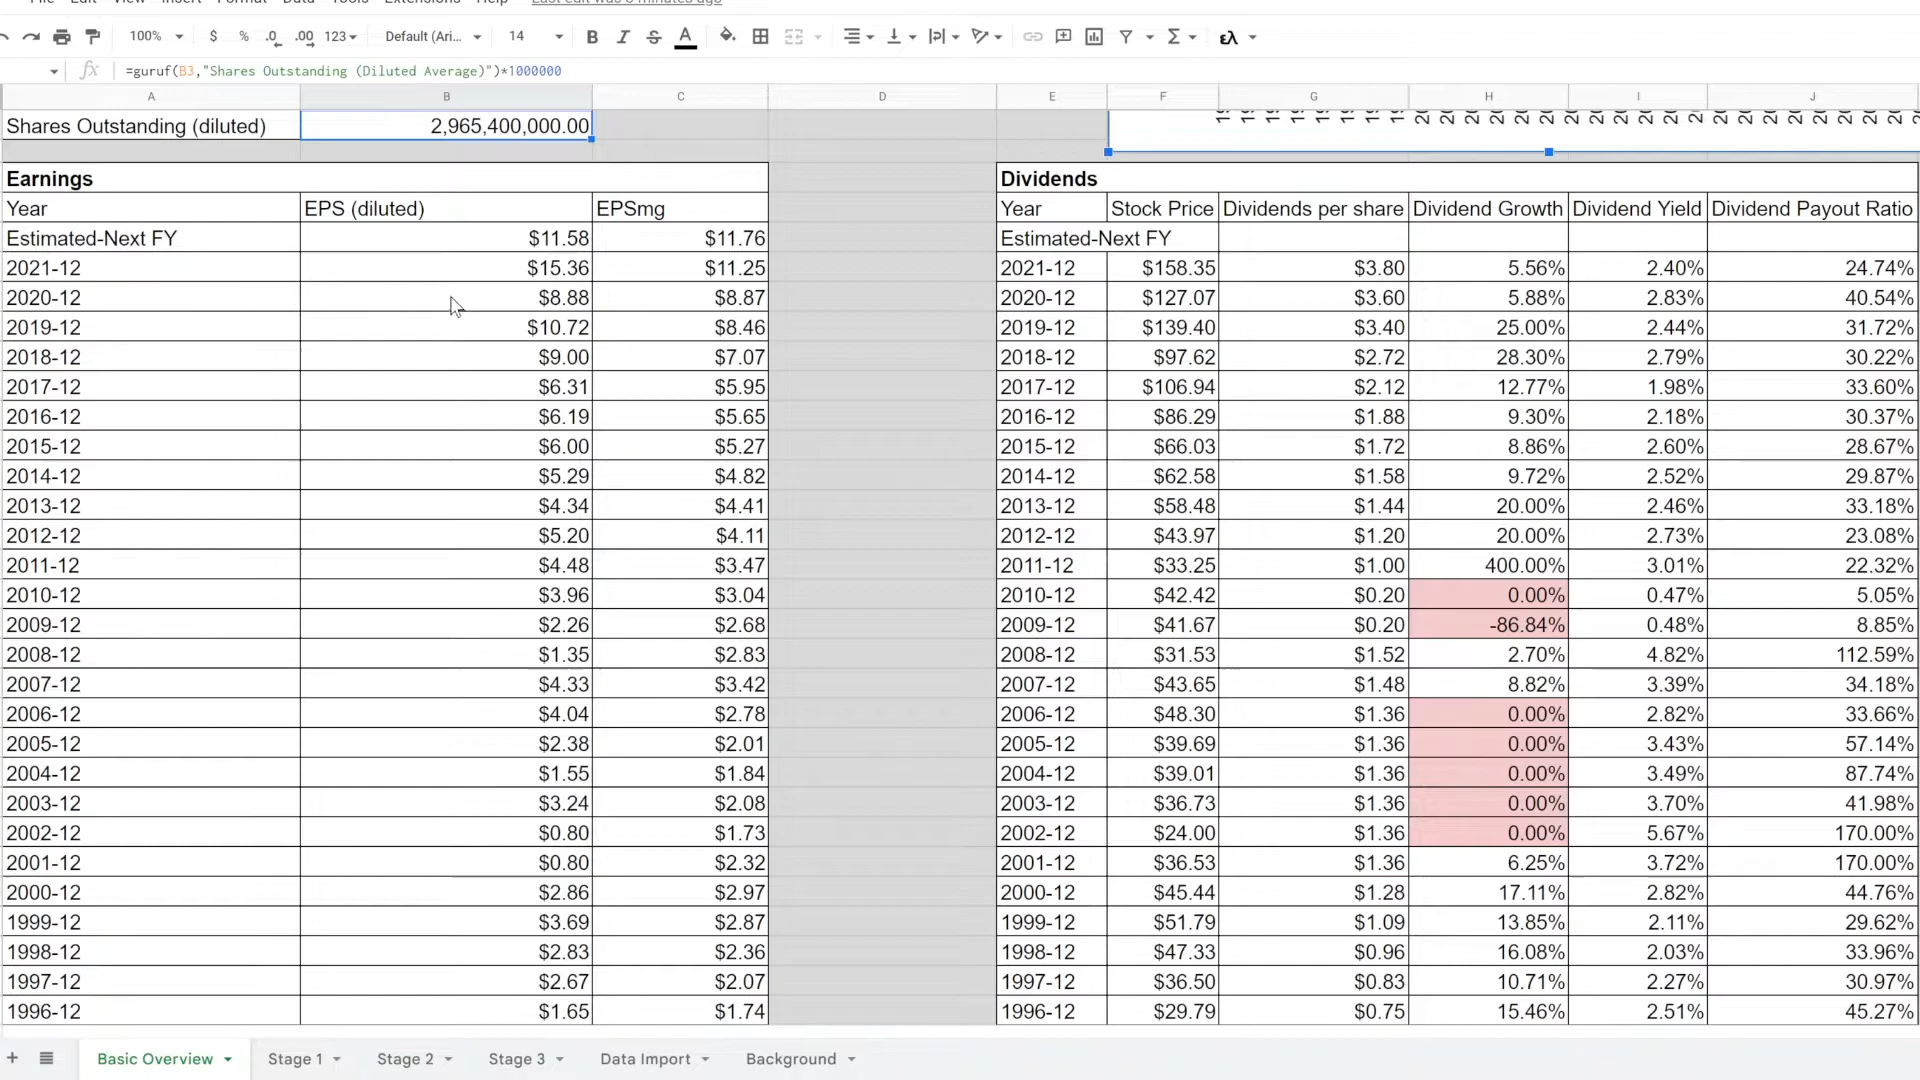 File Edit View Insert Format Data Tools Extensions Help Last edit was 8 minutes ago
100% $ % .0 .00 123 Default (Ari... 14 B I S A Σ ελ
fx =guruf(B3,"Shares Outstanding (Diluted Average)")*1000000
A B C D E F G H I J
Shares Outstanding (diluted) 2,965,400,000.00
Earnings Dividends
Year EPS (diluted) EPSmg Year Stock Price Dividends per share Dividend Growth Dividend Yield Dividend Payout Ratio
Estimated-Next FY $11.58 $11.76 Estimated-Next FY
2021-12 $15.36 $11.25 2021-12 $158.35 $3.80 5.56% 2.40% 24.74%
2020-12 $8.88 $8.87 2020-12 $127.07 $3.60 5.88% 2.83% 40.54%
2019-12 $10.72 $8.46 2019-12 $139.40 $3.40 25.00% 2.44% 31.72%
2018-12 $9.00 $7.07 2018-12 $97.62 $2.72 28.30% 2.79% 30.22%
2017-12 $6.31 $5.95 2017-12 $106.94 $2.12 12.77% 1.98% 33.60%
2016-12 $6.19 $5.65 2016-12 $86.29 $1.88 9.30% 2.18% 30.37%
2015-12 $6.00 $5.27 2015-12 $66.03 $1.72 8.86% 2.60% 28.67%
2014-12 $5.29 $4.82 2014-12 $62.58 $1.58 9.72% 2.52% 29.87%
2013-12 $4.34 $4.41 2013-12 $58.48 $1.44 20.00% 2.46% 33.18%
2012-12 $5.20 $4.11 2012-12 $43.97 $1.20 20.00% 2.73% 23.08%
2011-12 $4.48 $3.47 2011-12 $33.25 $1.00 400.00% 3.01% 22.32%
2010-12 $3.96 $3.04 2010-12 $42.42 $0.20 0.00% 0.47% 5.05%
2009-12 $2.26 $2.68 2009-12 $41.67 $0.20 -86.84% 0.48% 8.85%
2008-12 $1.35 $2.83 2008-12 $31.53 $1.52 2.70% 4.82% 112.59%
2007-12 $4.33 $3.42 2007-12 $43.65 $1.48 8.82% 3.39% 34.18%
2006-12 $4.04 $2.78 2006-12 $48.30 $1.36 0.00% 2.82% 33.66%
2005-12 $2.38 $2.01 2005-12 $39.69 $1.36 0.00% 3.43% 57.14%
2004-12 $1.55 $1.84 2004-12 $39.01 $1.36 0.00% 3.49% 87.74%
2003-12 $3.24 $2.08 2003-12 $36.73 $1.36 0.00% 3.70% 41.98%
2002-12 $0.80 $1.73 2002-12 $24.00 $1.36 0.00% 5.67% 170.00%
2001-12 $0.80 $2.32 2001-12 $36.53 $1.36 6.25% 3.72% 170.00%
2000-12 $2.86 $2.97 2000-12 $45.44 $1.28 17.11% 2.82% 44.76%
1999-12 $3.69 $2.87 1999-12 $51.79 $1.09 13.85% 2.11% 29.62%
1998-12 $2.83 $2.36 1998-12 $47.33 $0.96 16.08% 2.03% 33.96%
1997-12 $2.67 $2.07 1997-12 $36.50 $0.83 10.71% 2.27% 30.97%
1996-12 $1.65 $1.74 1996-12 $29.79 $0.75 15.46% 2.51% 45.27%
+ Basic Overview Stage 1 Stage 2 Stage 3 Data Import Background